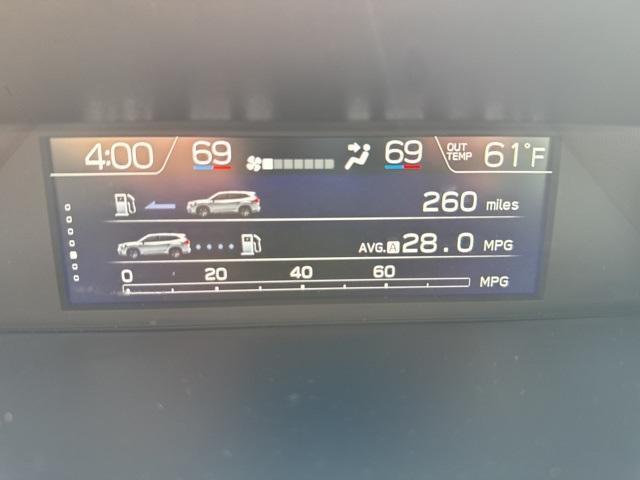 4:00 69 69 OUT TEMP 61°F
260 miles
AVG. A 28.0 MPG
0 20 40 60 MPG